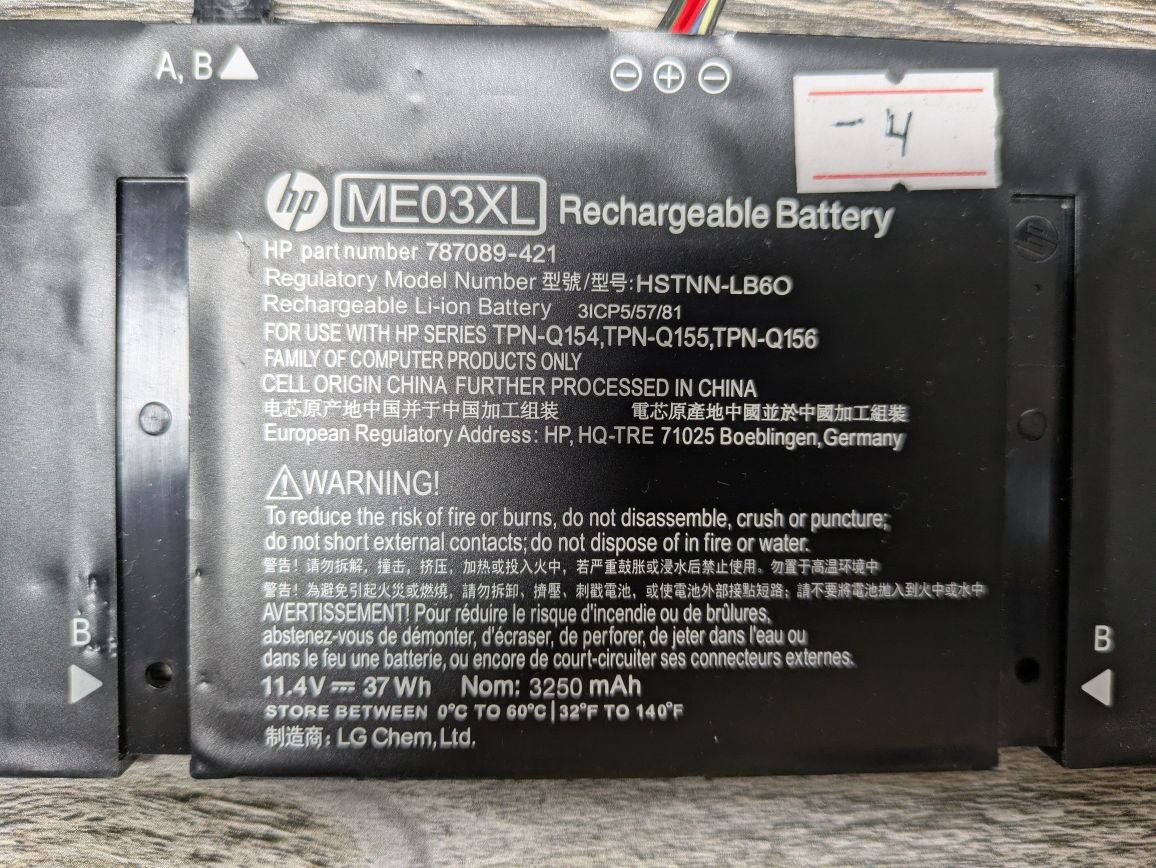 A, B
- 4
hp ME03XL Rechargeable Battery
HP part number 787089-421
Regulatory Model Number 型號/型号: HSTNN-LB6O
Rechargeable Li-ion Battery 3ICP5/57/81
FOR USE WITH HP SERIES TPN-Q154,TPN-Q155,TPN-Q156
FAMILY OF COMPUTER PRODUCTS ONLY
CELL ORIGIN CHINA FURTHER PROCESSED IN CHINA
电芯原产地中国并于中国加工组装 電芯原產地中國並於中國加工組裝
European Regulatory Address: HP, HQ-TRE 71025 Boeblingen,Germany
WARNING!
To reduce the risk of fire or burns, do not disassemble, crush or puncture;
do not short external contacts; do not dispose of in fire or water.
警告! 请勿拆解, 撞击, 挤压, 加热或投入火中, 若严重鼓胀或浸水后禁止使用。勿置于高温环境中
警告! 為避免引起火災或燃燒, 請勿拆卸、擠壓、刺戳電池, 或使電池外部接點短路; 請不要將電池拋入到火中或水中
AVERTISSEMENT! Pour réduire le risque d'incendie ou de brûlures,
abstenez-vous de démonter, d'écraser, de perforer, de jeter dans l'eau ou
dans le feu une batterie, ou encore de court-circuiter ses connecteurs externes.
B
B
11.4V ⎓ 37 Wh Nom: 3250 mAh
STORE BETWEEN 0°C TO 60°C | 32°F TO 140°F
制造商: LG Chem, Ltd.